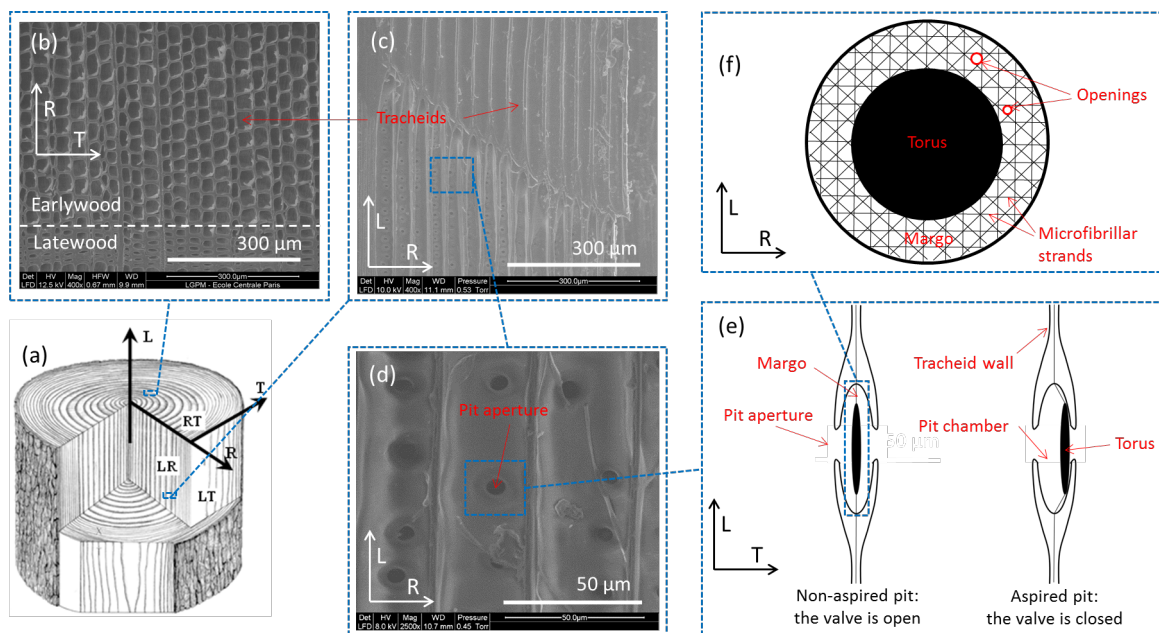 (b)
R
T
Earlywood
Latewood
300 µm
Det HV Mag HFW WD 300.0µm
LFD 12.5 kV 400x 0.67 mm 9.9 mm LGPM - Ecole Centrale Paris
(c)
Tracheids
L
R
300 µm
Det HV Mag WD Pressure 300.0µm
LFD 10.0 kV 400x 11.1 mm 0.53 Torr
(f)
Openings
Torus
L
R
Margo
Microfibrillar
strands
(a)
L
T
RT
R
LR
LT
(d)
Pit aperture
L
R
50 µm
Det HV Mag WD Pressure 50.0µm
LFD 8.0 kV 2500x 10.7 mm 0.45 Torr
(e)
Margo
Tracheid wall
Pit aperture
Pit chamber
50 µm
Torus
L
T
Non-aspired pit:
the valve is open
Aspired pit:
the valve is closed